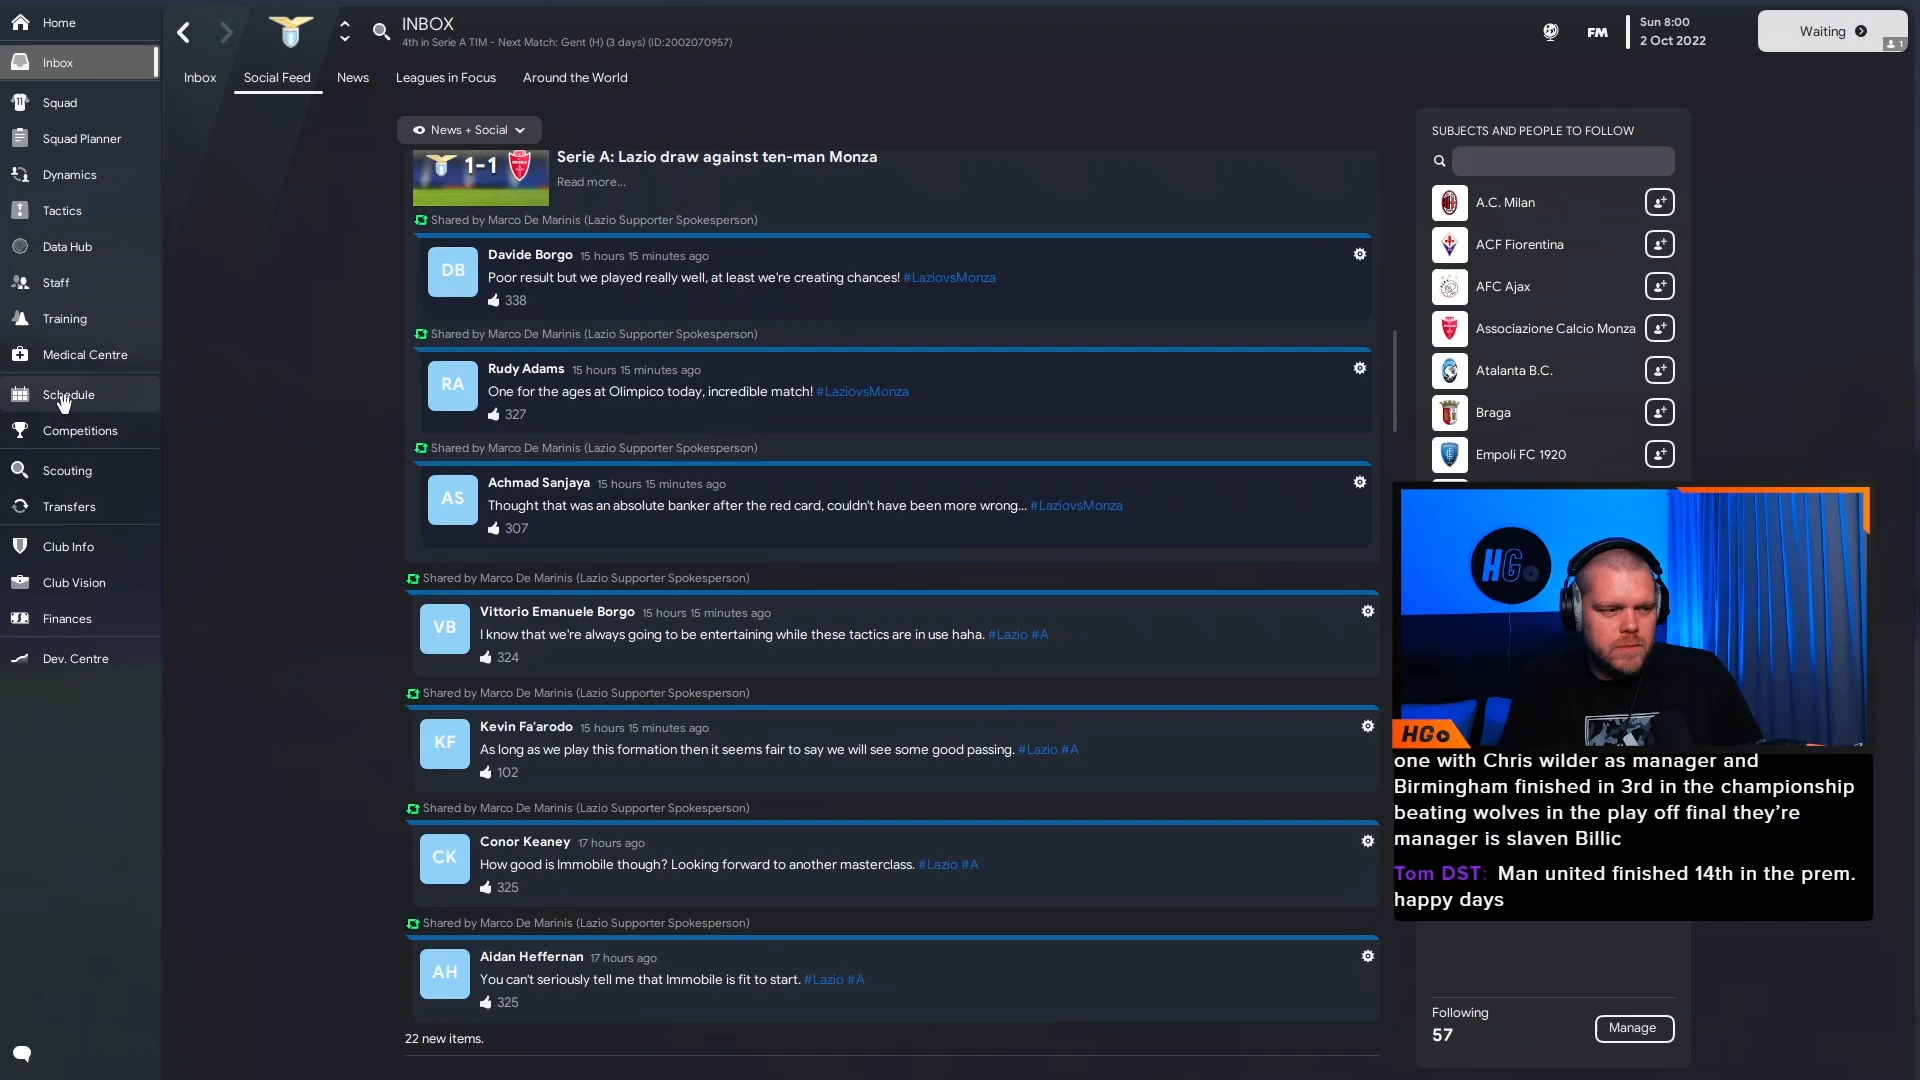 Home
Inbox
Squad
Squad Planner
Dynamics
Tactics
Data Hub
Staff
Training
Medical Centre
Schedule
Competitions
Scouting
Transfers
Club Info
Club Vision
Finances
Dev. Centre
INBOX
4th in Serie A TIM - Next Match: Gent (H) (3 days) (ID:2002070957)
FM
Sun 8:00
2 Oct 2022
Waiting
1
Inbox
Social Feed
News
Leagues in Focus
Around the World
News + Social
1-1
Serie A: Lazio draw against ten-man Monza
Read more...
Shared by Marco De Marinis (Lazio Supporter Spokesperson)
DB
Davide Borgo 15 hours 15 minutes ago
Poor result but we played really well, at least we're creating chances! #LaziovsMonza
338
Shared by Marco De Marinis (Lazio Supporter Spokesperson)
RA
Rudy Adams 15 hours 15 minutes ago
One for the ages at Olimpico today, incredible match! #LaziovsMonza
327
Shared by Marco De Marinis (Lazio Supporter Spokesperson)
AS
Achmad Sanjaya 15 hours 15 minutes ago
Thought that was an absolute banker after the red card, couldn't have been more wrong... #LaziovsMonza
307
Shared by Marco De Marinis (Lazio Supporter Spokesperson)
VB
Vittorio Emanuele Borgo 15 hours 15 minutes ago
I know that we're always going to be entertaining while these tactics are in use haha. #Lazio #A
324
Shared by Marco De Marinis (Lazio Supporter Spokesperson)
KF
Kevin Fa'arodo 15 hours 15 minutes ago
As long as we play this formation then it seems fair to say we will see some good passing. #Lazio #A
102
Shared by Marco De Marinis (Lazio Supporter Spokesperson)
CK
Conor Keaney 17 hours ago
How good is Immobile though? Looking forward to another masterclass. #Lazio #A
325
Shared by Marco De Marinis (Lazio Supporter Spokesperson)
AH
Aidan Heffernan 17 hours ago
You can't seriously tell me that Immobile is fit to start. #Lazio #A
325
22 new items.
SUBJECTS AND PEOPLE TO FOLLOW
A.C. Milan
ACF Fiorentina
AFC Ajax
Associazione Calcio Monza
Atalanta B.C.
Braga
Empoli FC 1920
HG
HG
one with Chris wilder as manager and
Birmingham finished in 3rd in the championship
beating wolves in the play off final they're
manager is slaven Billic
Tom DST: Man united finished 14th in the prem.
happy days
Following
57
Manage